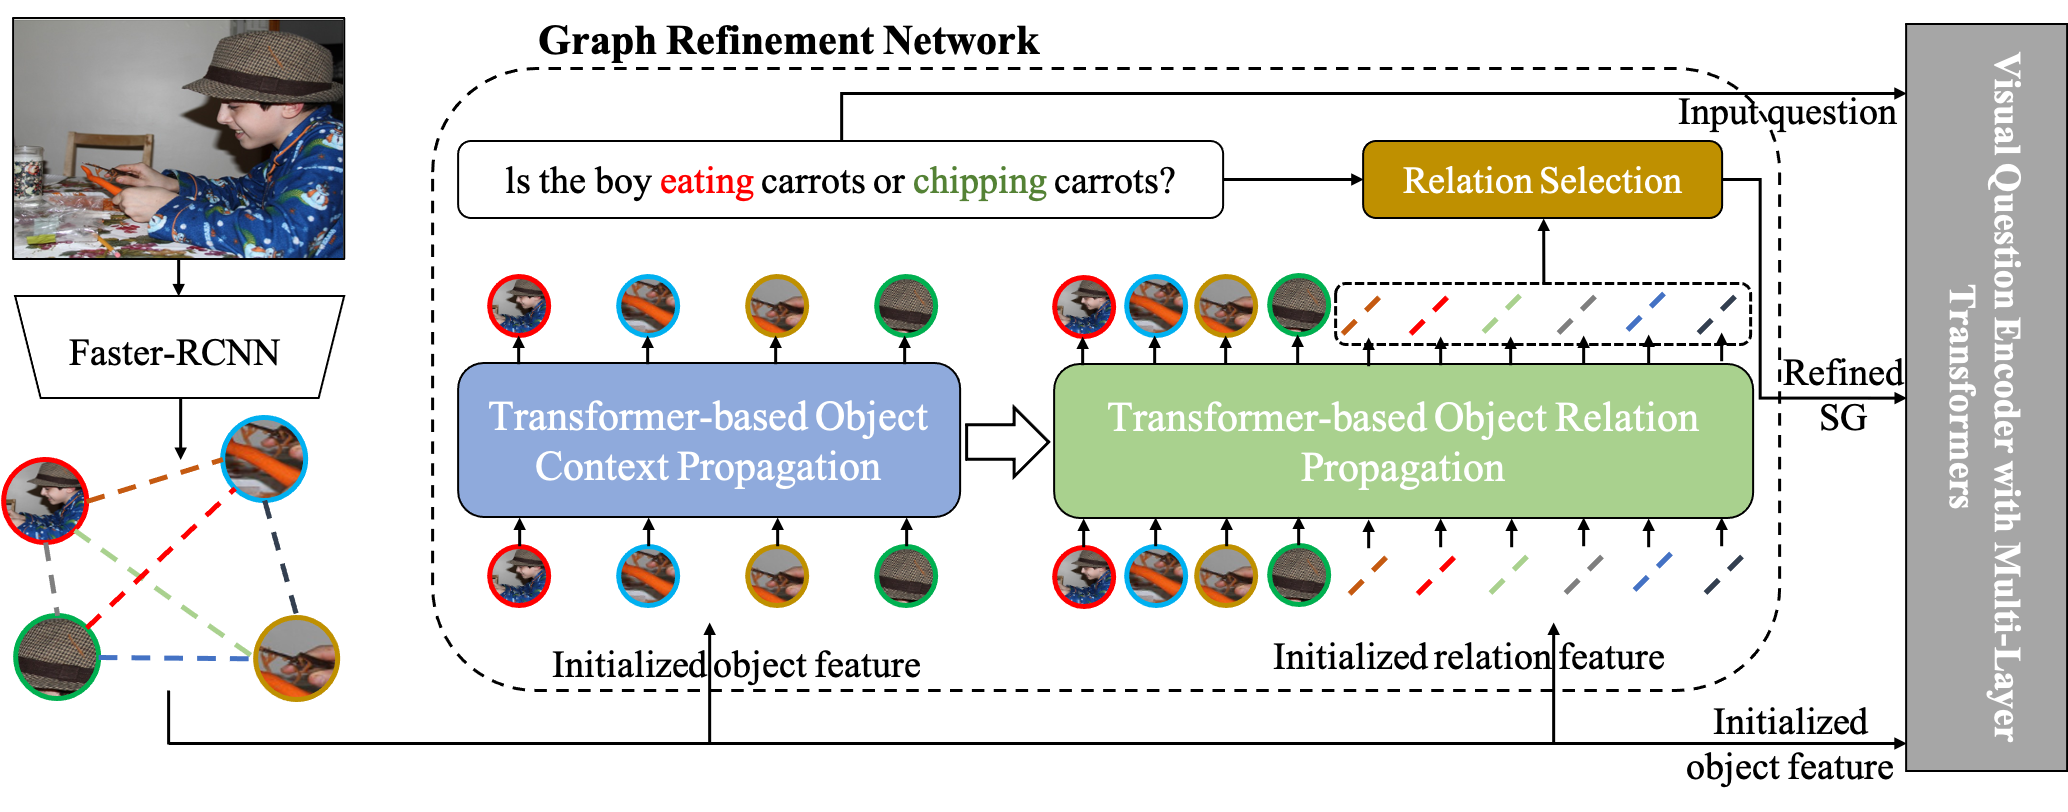 Graph Refinement Network
Input question
Is the boy eating carrots or chipping carrots?
Relation Selection
Faster-RCNN
Transformer-based Object
Context Propagation
Transformer-based Object Relation
Propagation
Refined
SG
Initialized object feature
Initialized relation feature
Initialized
object feature
Visual Question Encoder with Multi-Layer
Transformers